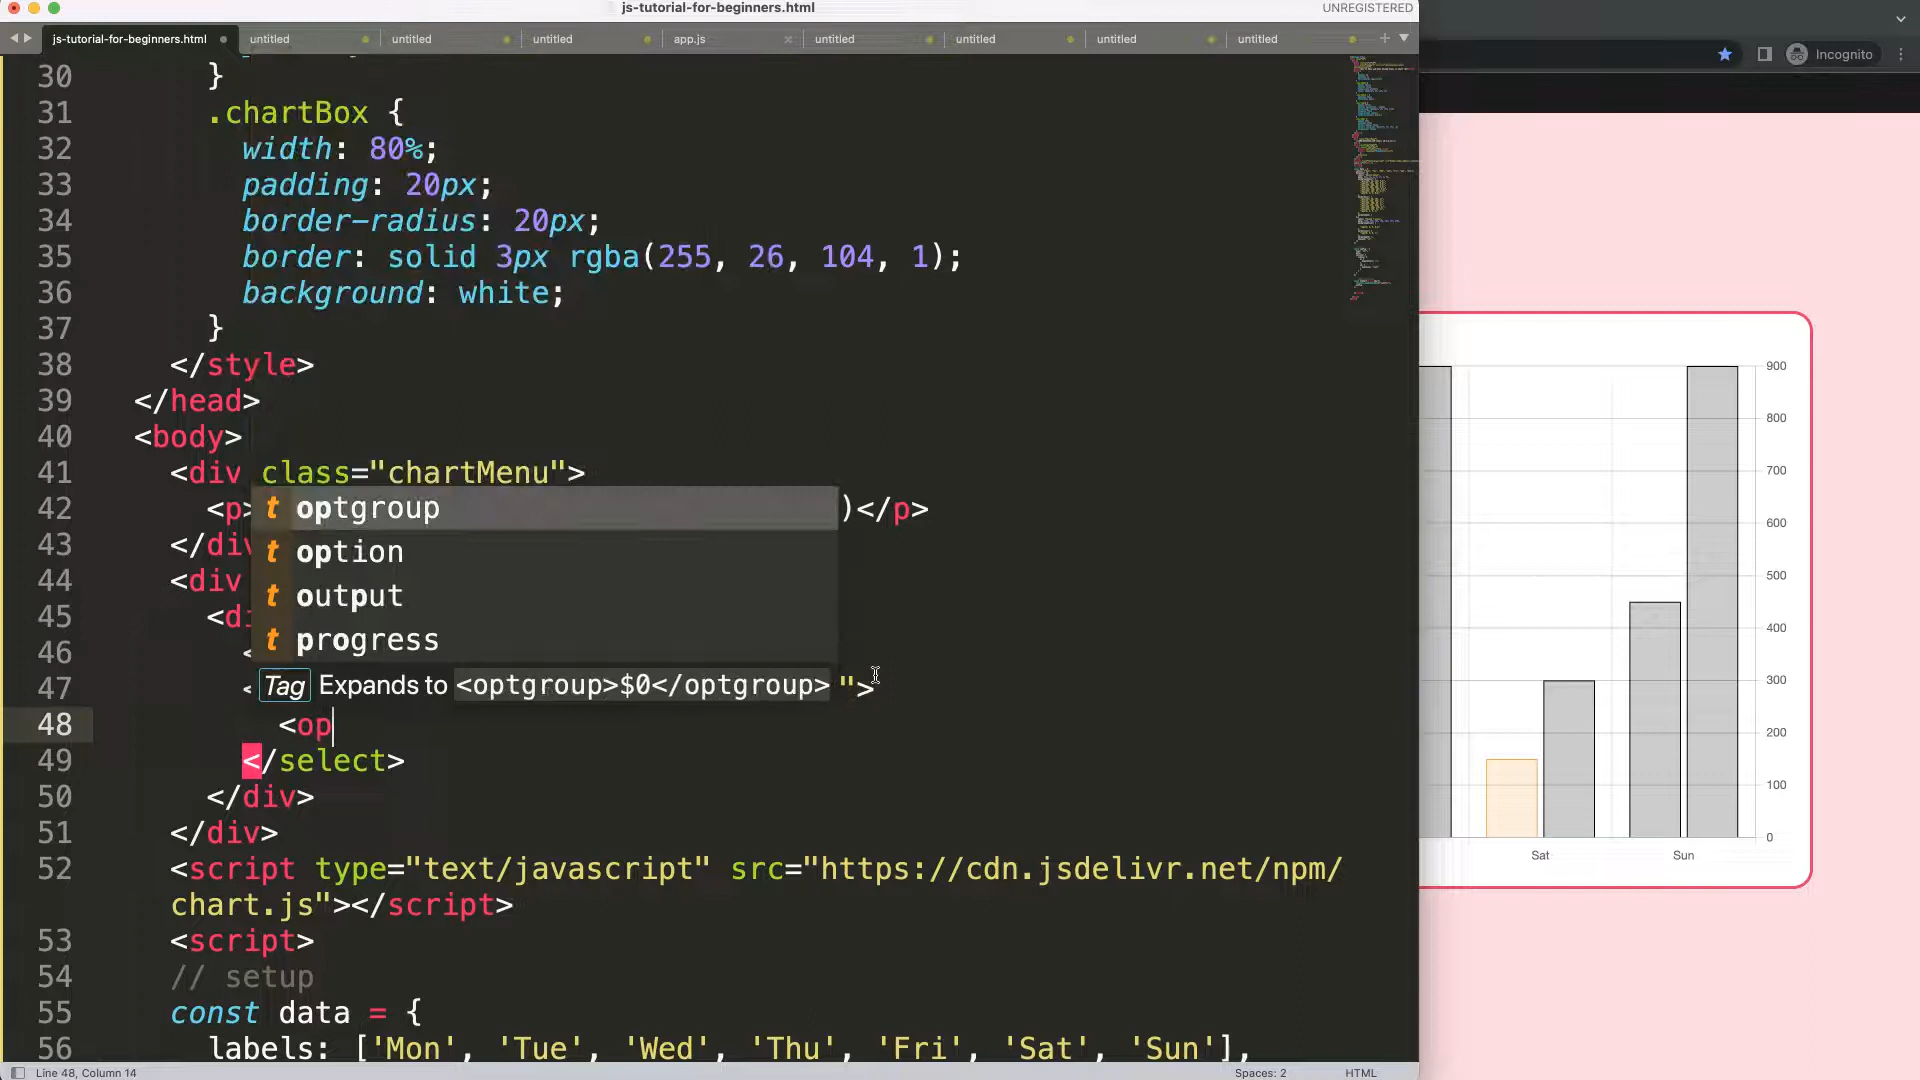 js-tutorial-for-beginners.html
UNREGISTERED
js-tutorial-for-beginners.html untitled untitled untitled app.js untitled untitled untitled untitled
Incognito
30 }
31 .chartBox {
32 width: 80%;
33 padding: 20px;
34 border-radius: 20px;
35 border: solid 3px rgba(255, 26, 104, 1);
36 background: white;
37 }
38 </style>
39 </head>
40 <body>
41 <div class="chartMenu">
42 <p> )</p>
43 </div
44 <div
45 <di
46 <
47 < ">
48 <op
49 </select>
50 </div>
51 </div>
52 <script type="text/javascript" src="https://cdn.jsdelivr.net/npm/
chart.js"></script>
53 <script>
54 // setup
55 const data = {
56 labels: ['Mon', 'Tue', 'Wed', 'Thu', 'Fri', 'Sat', 'Sun'],
t optgroup
t option
t output
t progress
Tag Expands to <optgroup>$0</optgroup>
900
800
700
600
500
400
300
200
100
0
Sat Sun
Line 48, Column 14
Spaces: 2
HTML